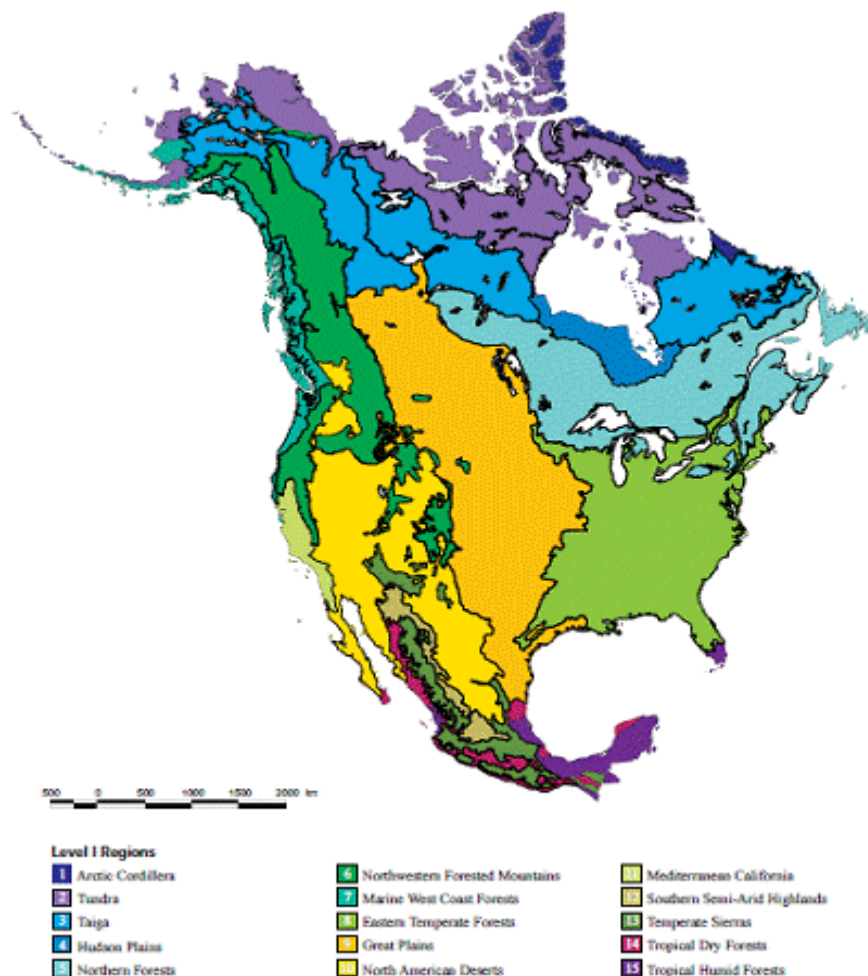 500 0 500 1000 1500 2000 km
Level I Regions
1 Arctic Cordillera
2 Tundra
3 Taiga
4 Hudson Plains
5 Northern Forests
6 Northwestern Forested Mountains
7 Marine West Coast Forests
8 Eastern Temperate Forests
9 Great Plains
10 North American Deserts
11 Mediterranean California
12 Southern Semi-Arid Highlands
13 Temperate Sierras
14 Tropical Dry Forests
15 Tropical Humid Forests